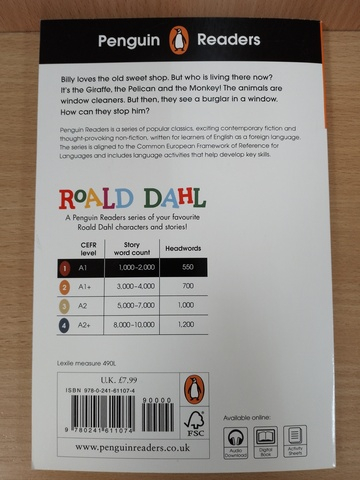 Penguin Readers
Billy loves the old sweet shop. But who is living there now?
It's the Giraffe, the Pelican and the Monkey! The animals are
window cleaners. But then, they see a burglar in a window.
How can they stop him?
Penguin Readers is a series of popular classics, exciting contemporary fiction and
thought-provoking non-fiction, written for learners of English as a foreign language.
The series is aligned to the Common European Framework of Reference for
Languages and includes language activities that help develop key skills.
ROALD DAHL
A Penguin Readers series of your favourite
Roald Dahl characters and stories!
CEFR level Story word count Headwords
1 A1 1,000–2,000 550
2 A1+ 3,000–4,000 700
3 A2 5,000–7,000 1,000
4 A2+ 8,000–10,000 1,200
Lexile measure 490L
U.K. £7.99
ISBN 978-0-241-61107-4
90000
9 780241 611074
FSC
www.penguinreaders.co.uk
Available online:
Audio Download
Digital Book
Activity Sheets